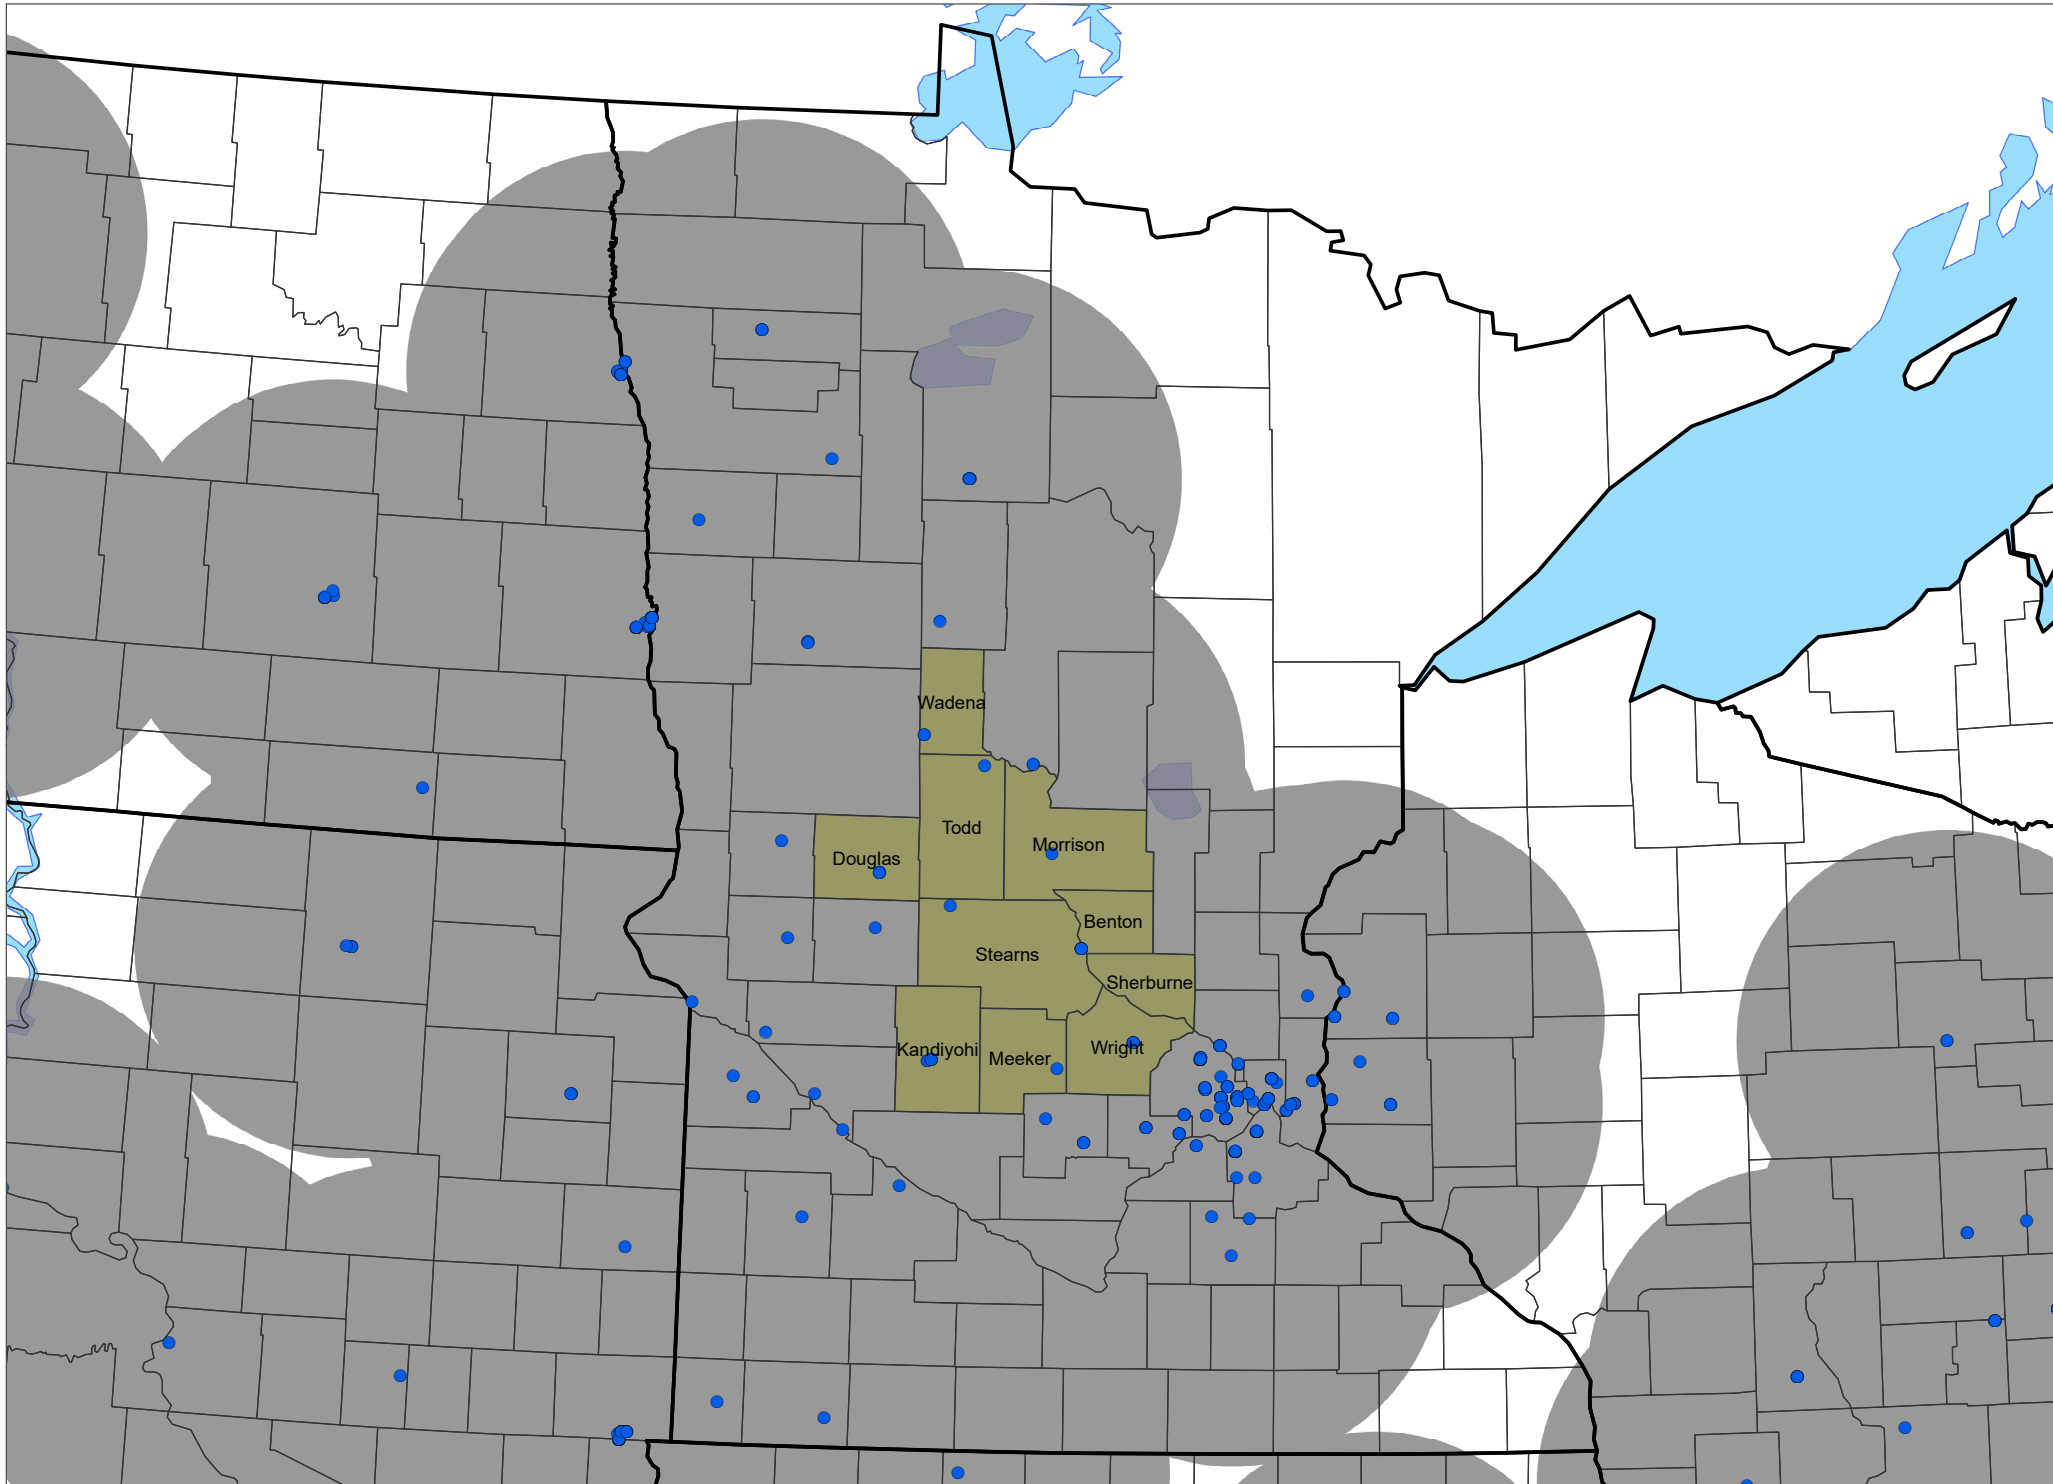 Wadena
Todd
Morrison
Douglas
Benton
Stearns
Sherburne
Kandiyohi
Meeker
Wright